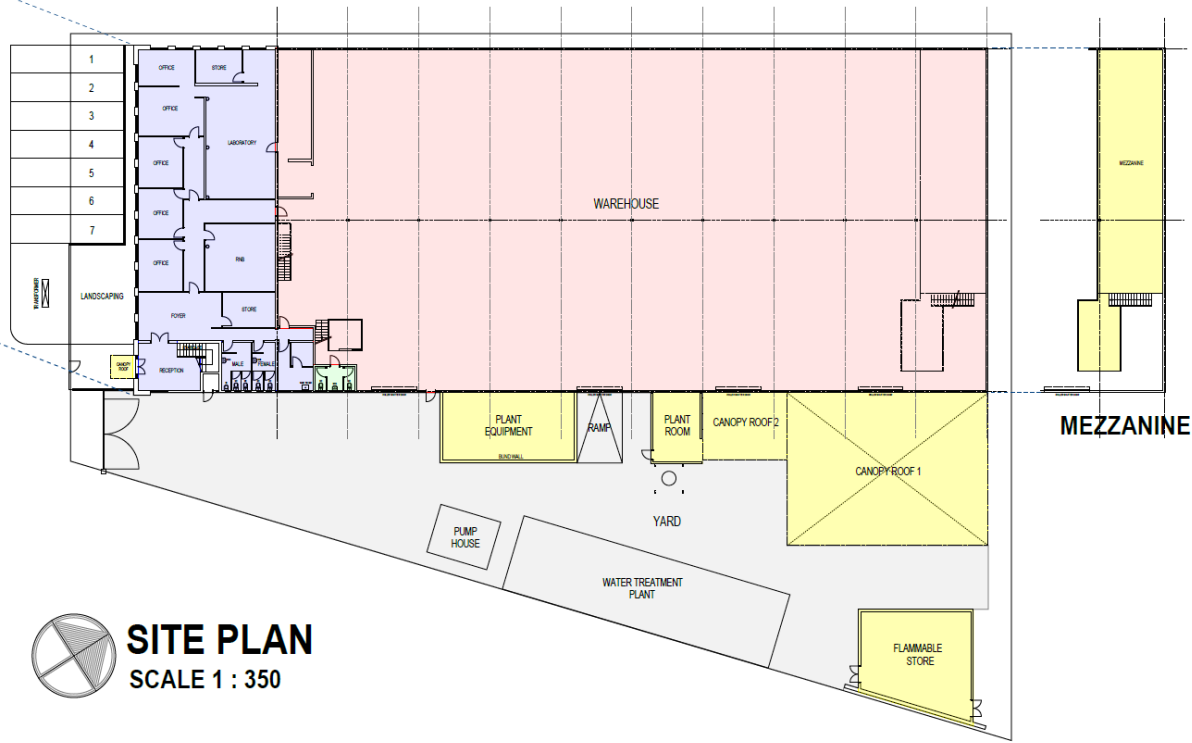 1
2
3
4
5
6
7
TRANSFORMER
LANDSCAPING
CANOPY
ROOF
OFFICE
STORE
OFFICE
LABORATORY
OFFICE
OFFICE
OFFICE
FOYER
STORE
RECEPTION
MALE
FEMALE
WAREHOUSE
MEZZANINE
MEZZANINE
PLANT
EQUIPMENT
BUND WALL
RAMP
PLANT
ROOM
CANOPY ROOF 2
CANOPY ROOF 1
YARD
PUMP
HOUSE
WATER TREATMENT
PLANT
FLAMMABLE
STORE
SITE PLAN
SCALE 1 : 350